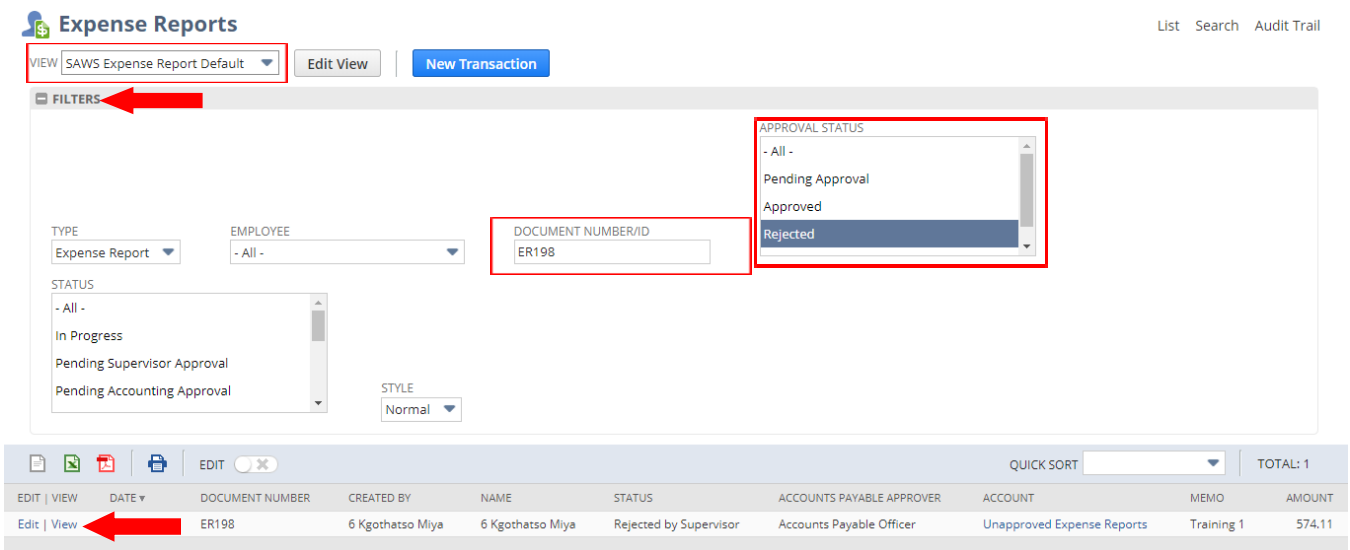 Expense Reports
List Search Audit Trail
VIEW SAWS Expense Report Default Edit View New Transaction
FILTERS
APPROVAL STATUS
- All -
Pending Approval
Approved
Rejected
TYPE EMPLOYEE DOCUMENT NUMBER/ID
Expense Report - All - ER198
STATUS
- All -
In Progress
Pending Supervisor Approval
Pending Accounting Approval
STYLE
Normal
EDIT QUICK SORT TOTAL: 1
EDIT | VIEW DATE DOCUMENT NUMBER CREATED BY NAME STATUS ACCOUNTS PAYABLE APPROVER ACCOUNT MEMO AMOUNT
Edit | View ER198 6 Kgothatso Miya 6 Kgothatso Miya Rejected by Supervisor Accounts Payable Officer Unapproved Expense Reports Training 1 574.11